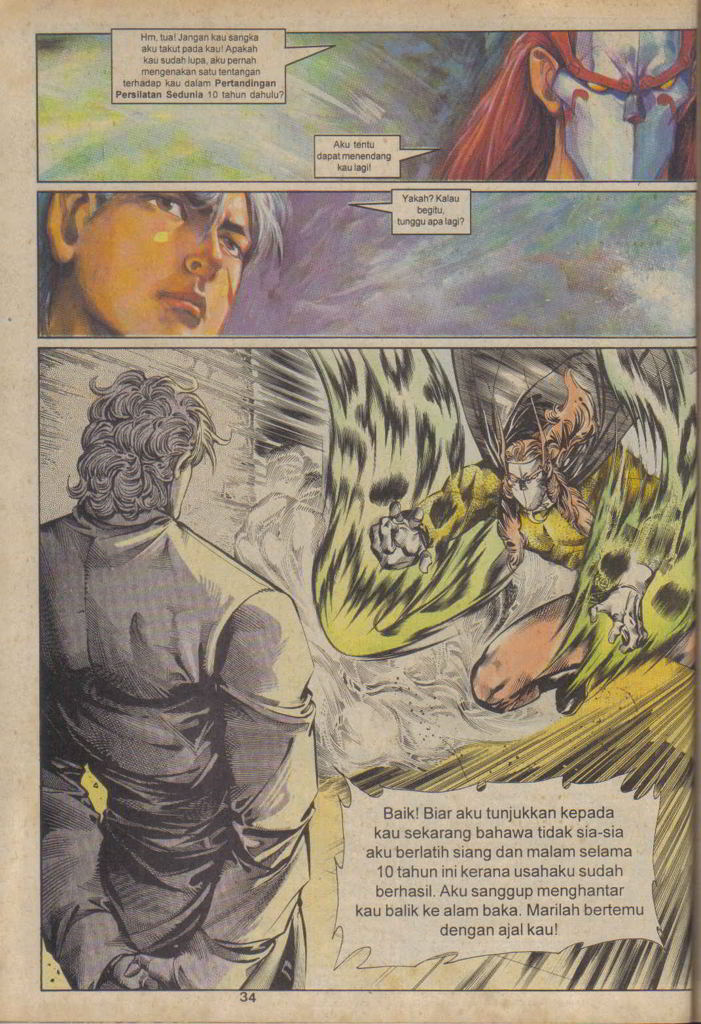 Hm, tua! Jangan kau sangka
aku takut pada kau! Apakah
kau sudah lupa, aku pernah
mengenakan satu tentangan
terhadap kau dalam Pertandingan
Persilatan Sedunia 10 tahun dahulu?
Aku tentu
dapat menendang
kau lagi!
Yakah? Kalau
begitu,
tunggu apa lagi?
Baik! Biar aku tunjukkan kepada
kau sekarang bahawa tidak sia-sia
aku berlatih siang dan malam selama
10 tahun ini kerana usahaku sudah
berhasil. Aku sanggup menghantar
kau balik ke alam baka. Marilah bertemu
dengan ajal kau!
34